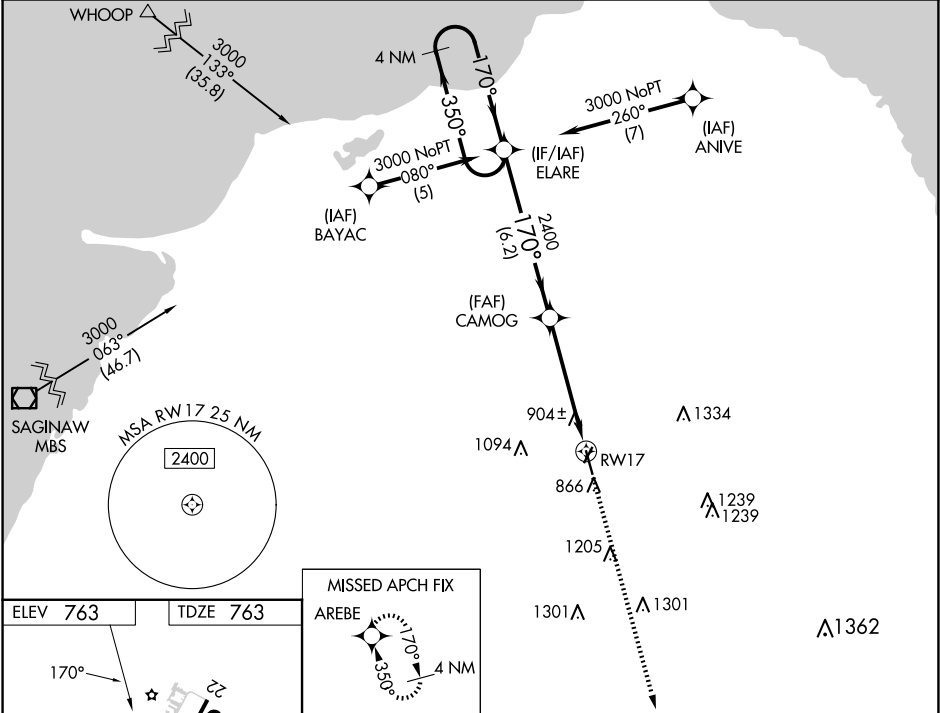 WHOOP
3000
133°
(35.8)
4 NM
170°
350°
3000 NoPT
260°
(7)
(IAF)
ANIVE
(IF/IAF)
ELARE
3000 NoPT
080°
(5)
(IAF)
BAYAC
2400
170°
(6.2)
(FAF)
CAMOG
3000
063°
(46.7)
SAGINAW
MBS
MSA RW17 25 NM
2400
904±
1334
1094
RW17
866
1239
1239
1205
1301
1301
1362
MISSED APCH FIX
AREBE
170°
350°
4 NM
ELEV 763
TDZE 763
170°
22